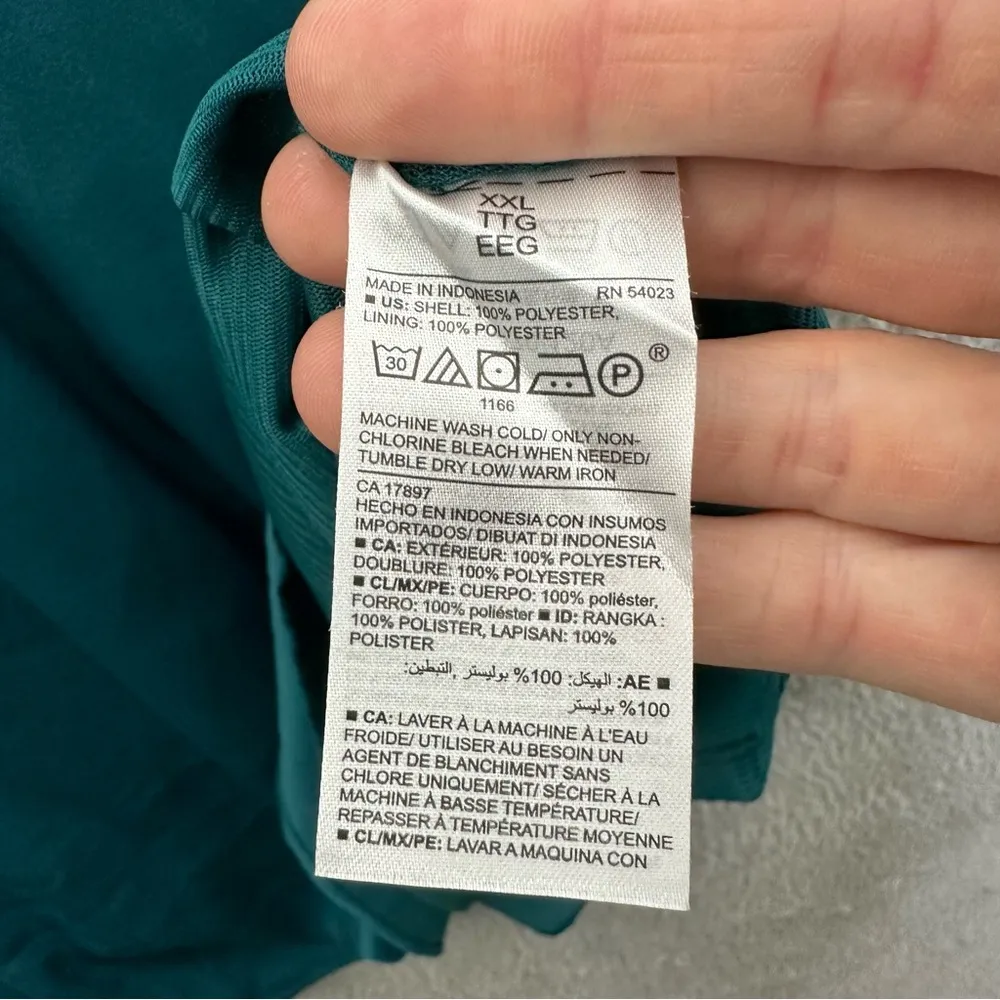 XXL
TTG
EEG
MADE IN INDONESIA RN 54023
■ US: SHELL: 100% POLYESTER,
LINING: 100% POLYESTER
30 P ®
1166
MACHINE WASH COLD/ ONLY NON-
CHLORINE BLEACH WHEN NEEDED/
TUMBLE DRY LOW/ WARM IRON
CA 17897
HECHO EN INDONESIA CON INSUMOS
IMPORTADOS/ DIBUAT DI INDONESIA
■ CA: EXTÉRIEUR: 100% POLYESTER,
DOUBLURE: 100% POLYESTER
■ CL/MX/PE: CUERPO: 100% poliéster,
FORRO: 100% poliéster ■ ID: RANGKA :
100% POLISTER, LAPISAN: 100%
POLISTER
■ AE: الهيكل: 100% بوليستر ,التبطين:
100% بوليستر
■ CA: LAVER À LA MACHINE À L'EAU
FROIDE/ UTILISER AU BESOIN UN
AGENT DE BLANCHIMENT SANS
CHLORE UNIQUEMENT/ SÉCHER À LA
MACHINE À BASSE TEMPÉRATURE/
REPASSER À TEMPÉRATURE MOYENNE
■ CL/MX/PE: LAVAR A MAQUINA CON